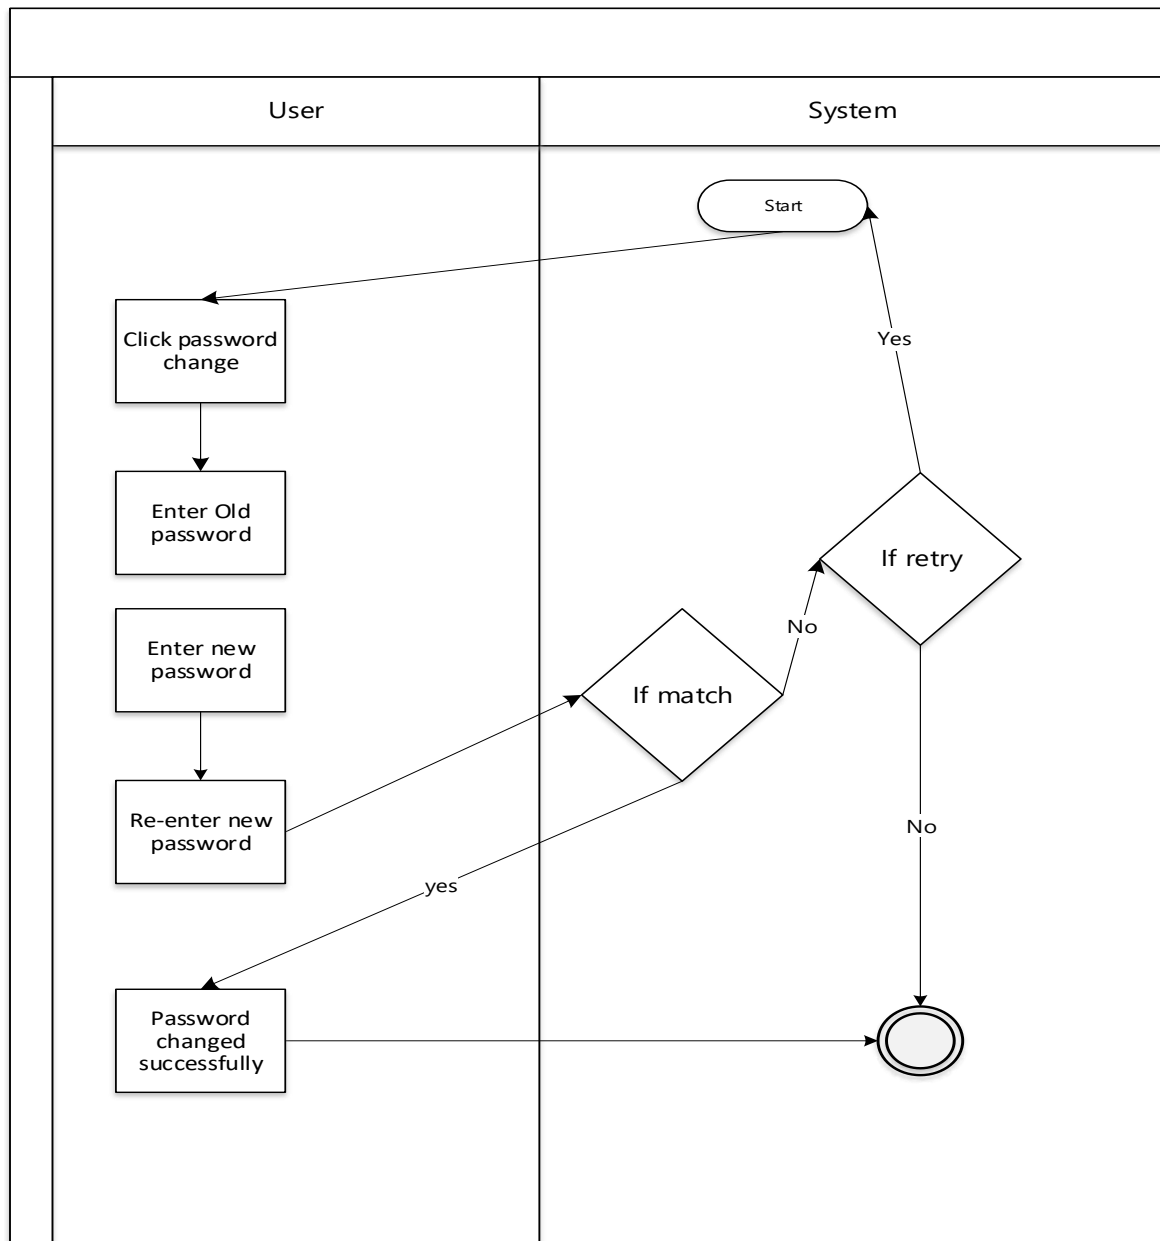 User
System
Start
Click password
change
Yes
Enter Old
password
If retry
No
Enter new
password
If match
Re-enter new
password
No
yes
Password
changed
successfully